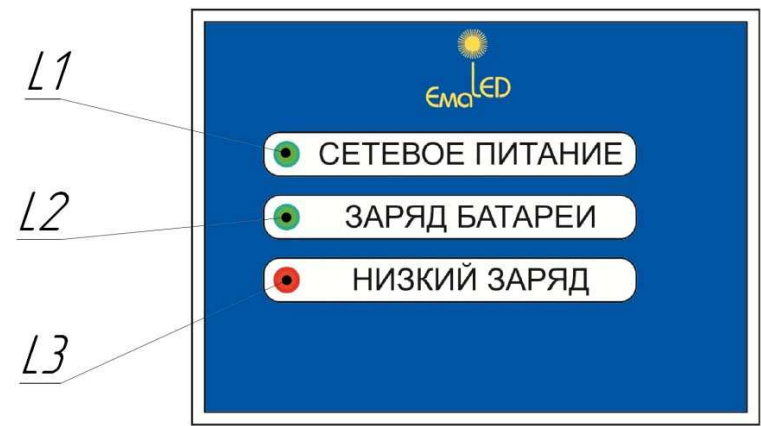 L1
EmaLED
СЕТЕВОЕ ПИТАНИЕ
L2
ЗАРЯД БАТАРЕИ
НИЗКИЙ ЗАРЯД
L3